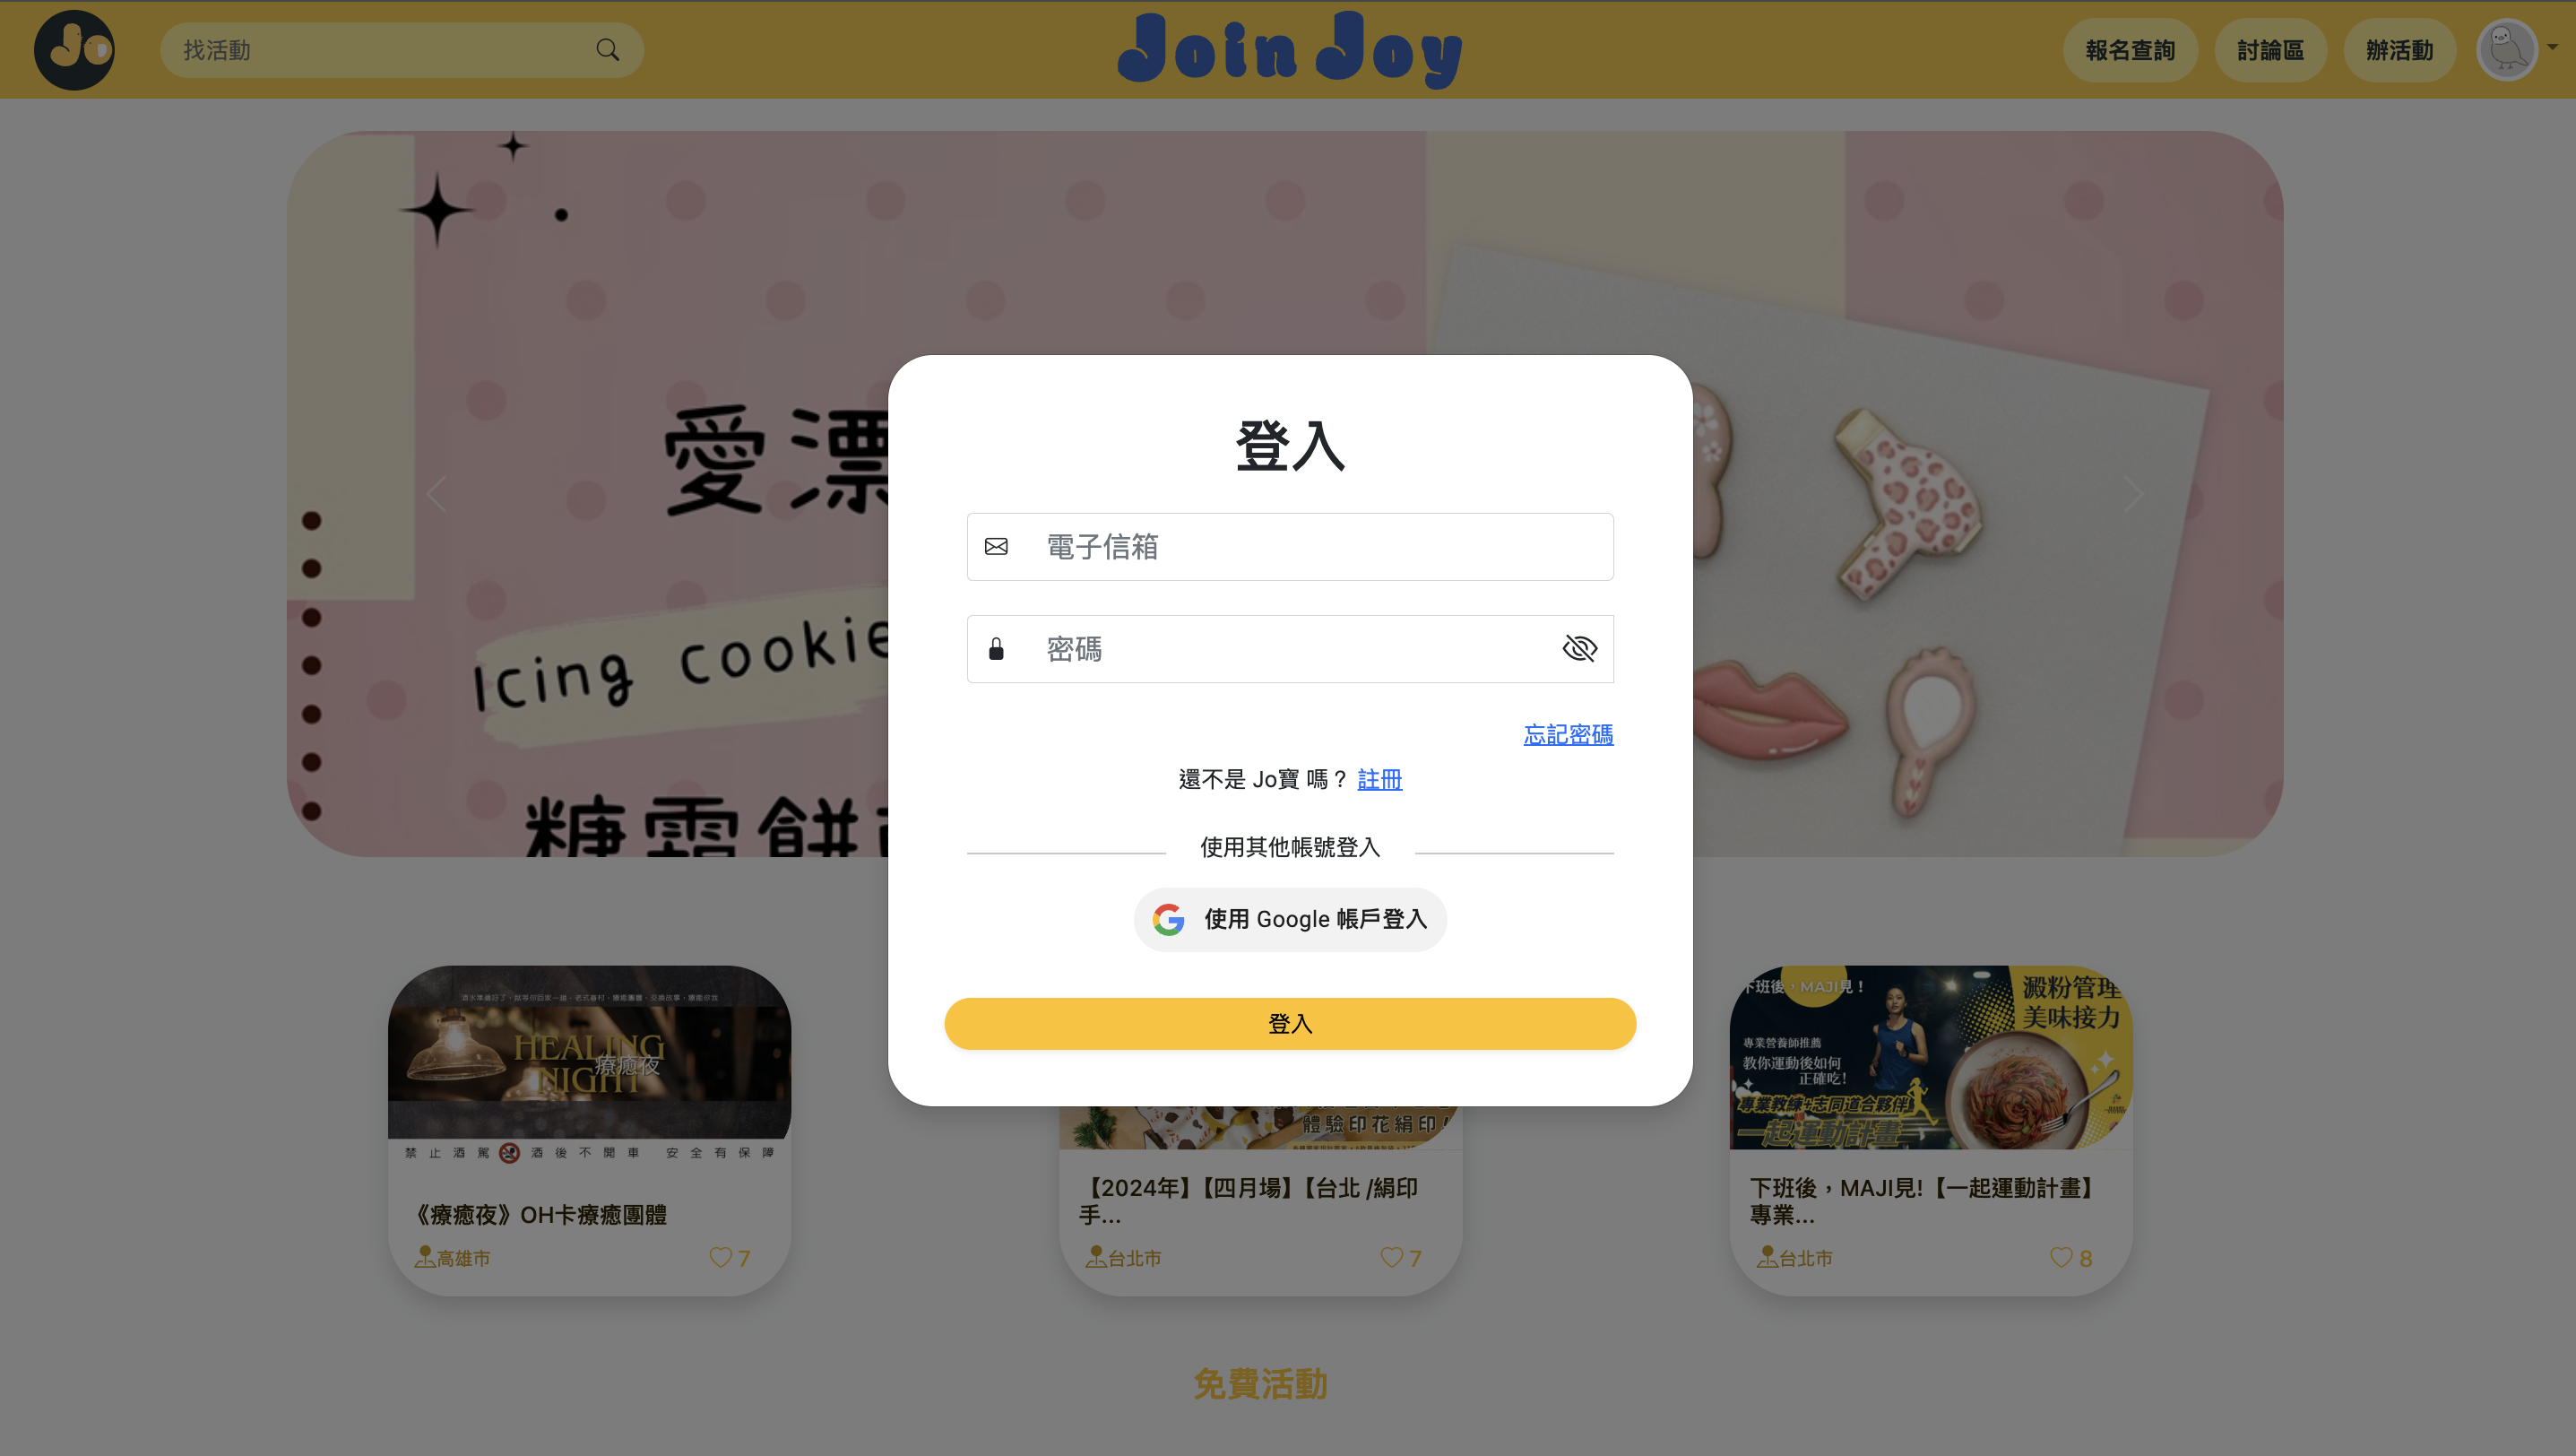 Jo
找活動
Join Joy
報名查詢
討論區
辦活動
愛漂
Icing cookie
糖霜餅
登入
電子信箱
密碼
忘記密碼
還不是 Jo寶 嗎？ 註冊
使用其他帳號登入
使用 Google 帳戶登入
登入
HEALING
療癒夜
NIGHT
禁止酒駕 酒後不開車 安全有保障
《療癒夜》OH卡療癒團體
高雄市
7
體驗印花絹印
【2024年】【四月場】【台北 /絹印
手...
台北市
7
下班後，MAJI見！
澱粉管理
美味接力
專業營養師推薦
教你運動後如何
正確吃！
專業教練+志同道合夥伴
一起運動計畫
下班後，MAJI見!【一起運動計畫】
專業...
台北市
8
免費活動